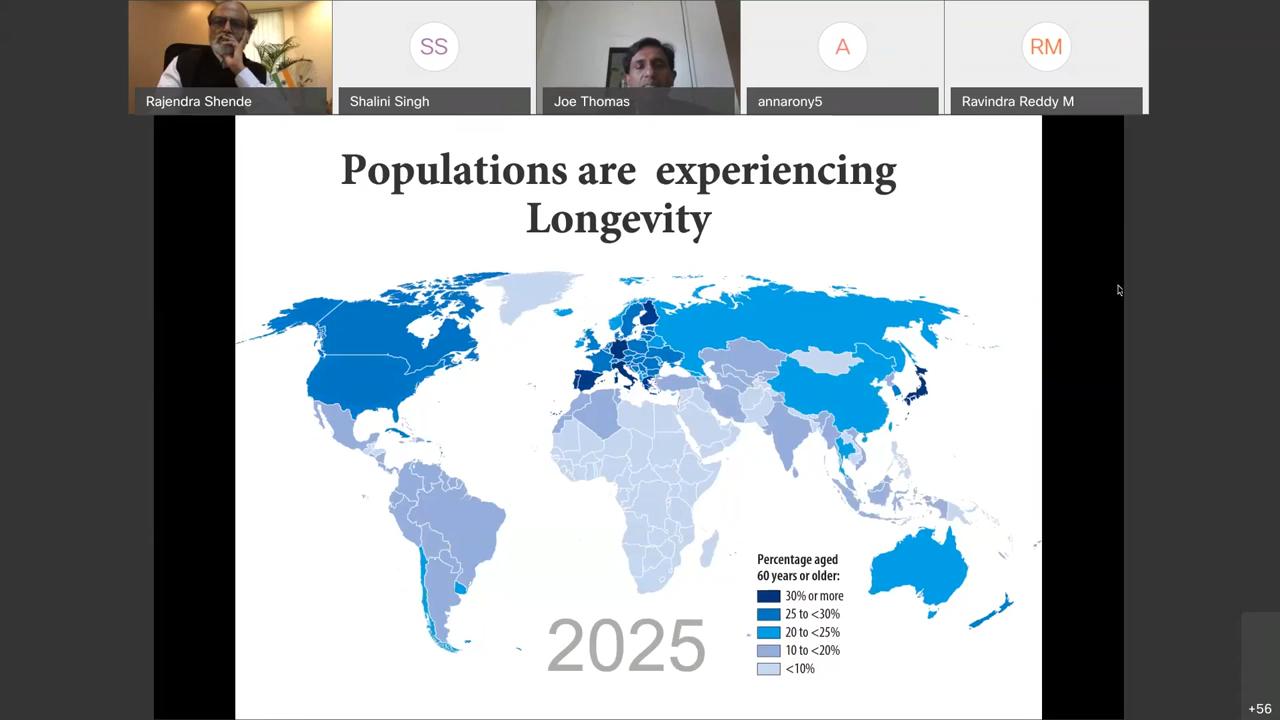 SS
A
RM
Rajendra Shende
Shalini Singh
Joe Thomas
annarony5
Ravindra Reddy M
Populations are experiencing
Longevity
Percentage aged
60 years or older:
30% or more
25 to <30%
20 to <25%
10 to <20%
<10%
2025
+56